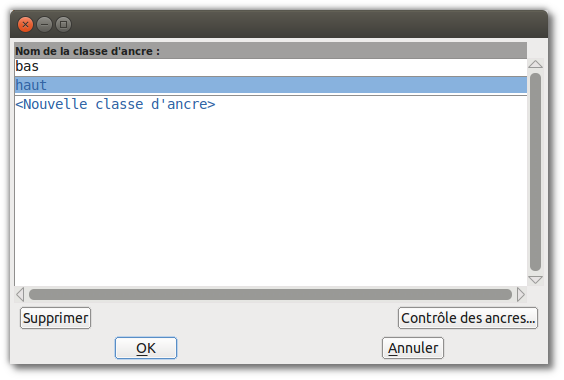 Nom de la classe d'ancre :
bas
haut
<Nouvelle classe d'ancre>
Supprimer
Contrôle des ancres...
OK
Annuler